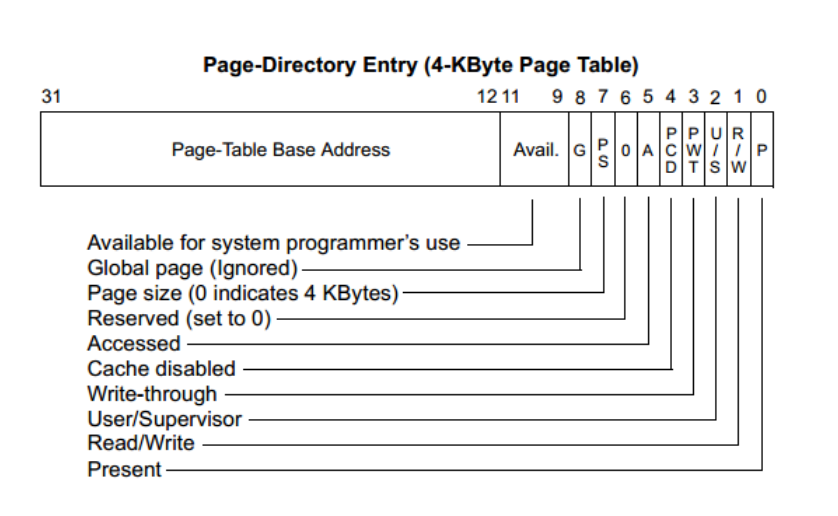 Page-Directory Entry (4-KByte Page Table)
31 12 11 9 8 7 6 5 4 3 2 1 0
Page-Table Base Address Avail. G PS 0 A PCD PWT U/S R/W P
Available for system programmer's use
Global page (Ignored)
Page size (0 indicates 4 KBytes)
Reserved (set to 0)
Accessed
Cache disabled
Write-through
User/Supervisor
Read/Write
Present